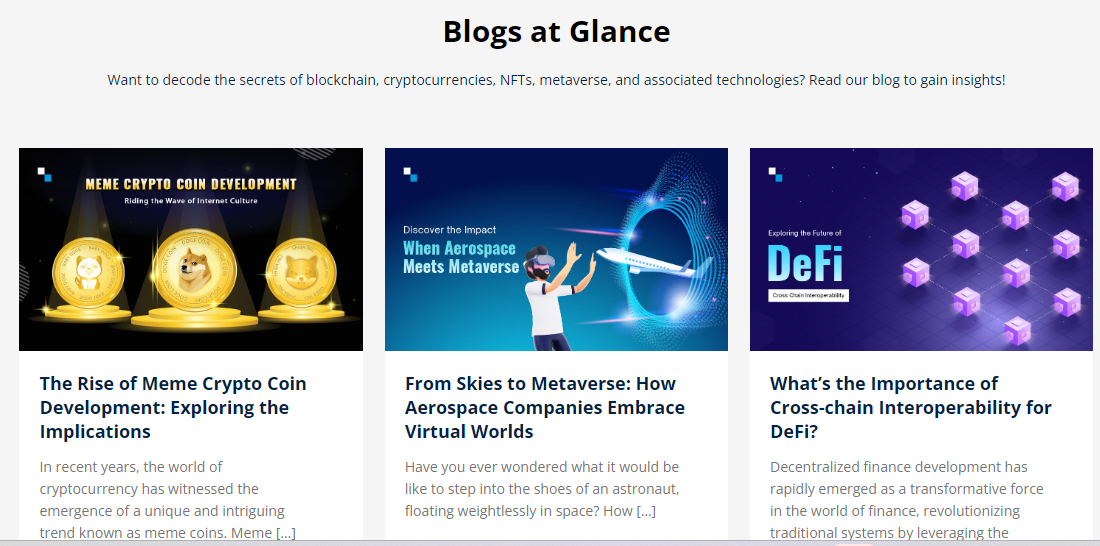 Blogs at Glance
Want to decode the secrets of blockchain, cryptocurrencies, NFTs, metaverse, and associated technologies? Read our blog to gain insights!
MEME CRYPTO COIN DEVELOPMENT
Riding the Wave of Internet Culture
The Rise of Meme Crypto Coin
Development: Exploring the
Implications
In recent years, the world of
cryptocurrency has witnessed the
emergence of a unique and intriguing
trend known as meme coins. Meme [...]
Discover the Impact
When Aerospace
Meets Metaverse
From Skies to Metaverse: How
Aerospace Companies Embrace
Virtual Worlds
Have you ever wondered what it would be
like to step into the shoes of an astronaut,
floating weightlessly in space? How [...]
Exploring the Future of
DeFi
Cross Chain Interoperability
What’s the Importance of
Cross-chain Interoperability for
DeFi?
Decentralized finance development has
rapidly emerged as a transformative force
in the world of finance, revolutionizing
traditional systems by leveraging the